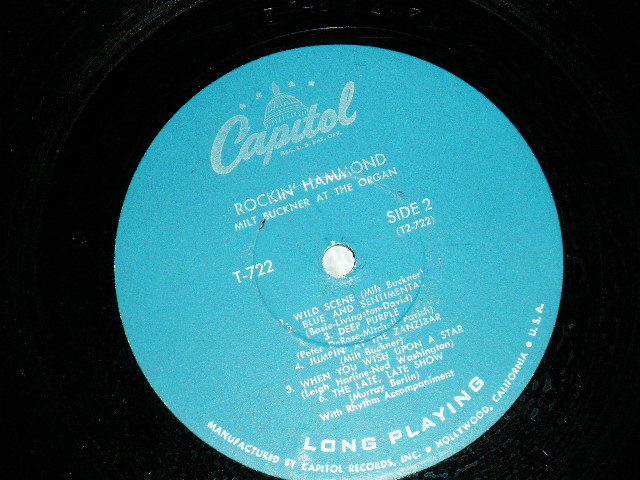 Capitol
REG. U.S. PAT. OFF.
ROCKIN' HAMMOND
MILT BUCKNER AT THE ORGAN
SIDE 2
(T2-722)
T-722
1. WILD SCENE (Milt Buckner)
2. BLUE AND SENTIMENTAL
(Basie-Livingston-David)
3. DEEP PURPLE
(Peter DeRose-Mitchell Parish)
4. JUMPIN' AT THE ZANZIBAR
(Milt Buckner)
5. WHEN YOU WISH UPON A STAR
(Leigh Harline-Ned Washington)
6. THE LATE, LATE SHOW
(Murray Berlin)
With Rhythm Accompaniment
LONG PLAYING
MANUFACTURED BY CAPITOL RECORDS, INC. • HOLLYWOOD, CALIFORNIA • U.S.A.